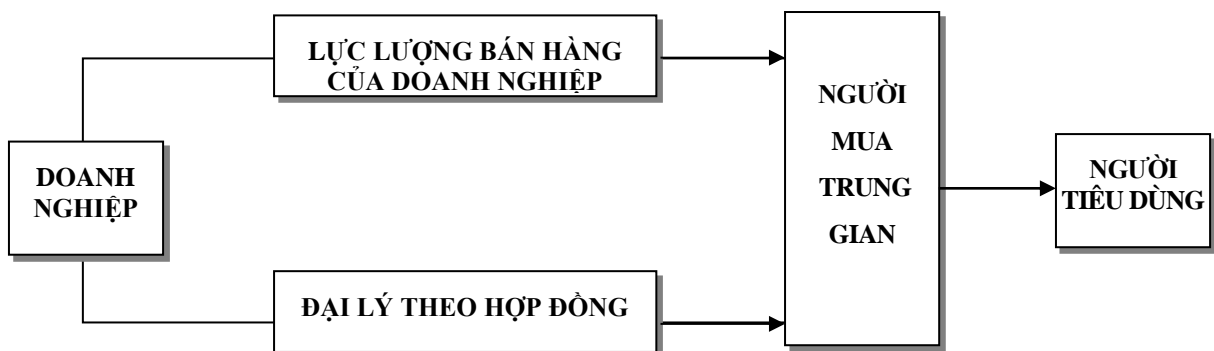 DOANH
NGHIỆP
LỰC LƯỢNG BÁN HÀNG
CỦA DOANH NGHIỆP
ĐẠI LÝ THEO HỢP ĐỒNG
NGƯỜI
MUA
TRUNG
GIAN
NGƯỜI
TIÊU DÙNG